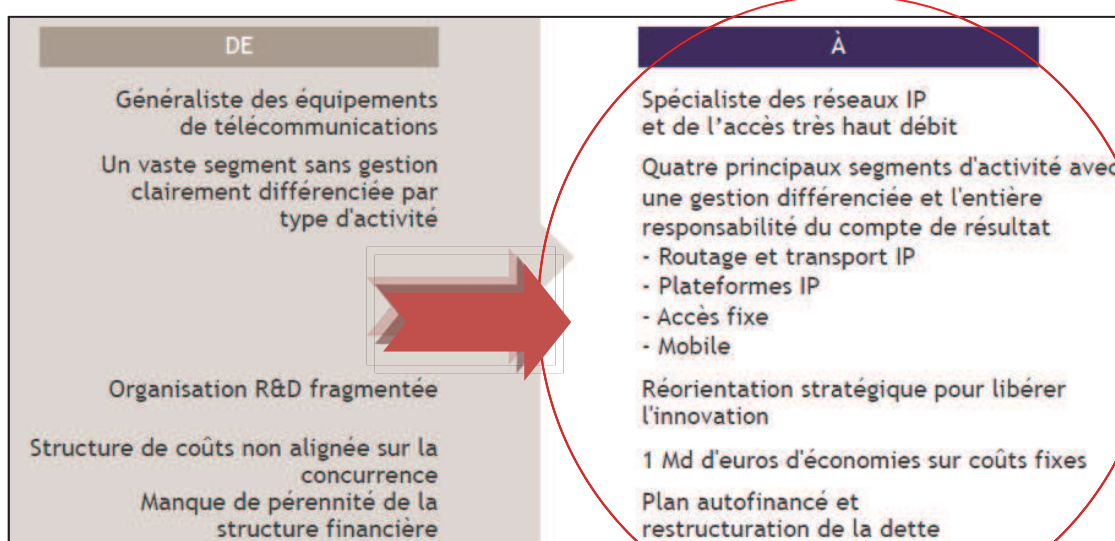 DE
Généraliste des équipements
de télécommunications
Un vaste segment sans gestion
clairement différenciée par
type d'activité
Organisation R&D fragmentée
Structure de coûts non alignée sur la
concurrence
Manque de pérennité de la
structure financière
À
Spécialiste des réseaux IP
et de l'accès très haut débit
Quatre principaux segments d'activité avec
une gestion différenciée et l'entière
responsabilité du compte de résultat
- Routage et transport IP
- Plateformes IP
- Accès fixe
- Mobile
Réorientation stratégique pour libérer
l'innovation
1 Md d'euros d'économies sur coûts fixes
Plan autofinancé et
restructuration de la dette